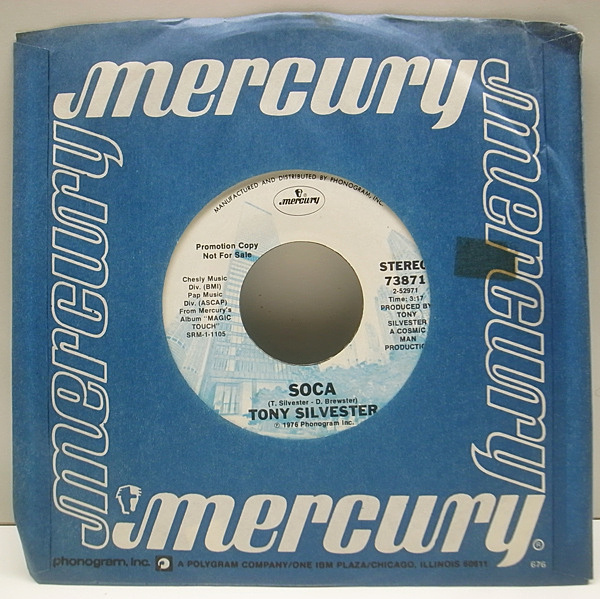 mercury
mercury
mercury
MANUFACTURED AND DISTRIBUTED BY PHONOGRAM, INC.
mercury
Promotion Copy
Not For Sale
Chesly Music
Div. (BMI)
Pap Music
Div. (ASCAP)
From Mercury's
Album "MAGIC
TOUCH"
SRM-1-1105
STEREO
73871
2-52971
Time: 3:17
PRODUCED BY
TONY
SILVESTER
A COSMIC
MAN
PRODUCTIO
SOCA
(T. Silvester - D. Brewster)
TONY SILVESTER
℗ 1976 Phonogram Inc.
mercury ®
phonogram, inc. A POLYGRAM COMPANY/ONE IBM PLAZA/CHICAGO, ILLINOIS 60611 676